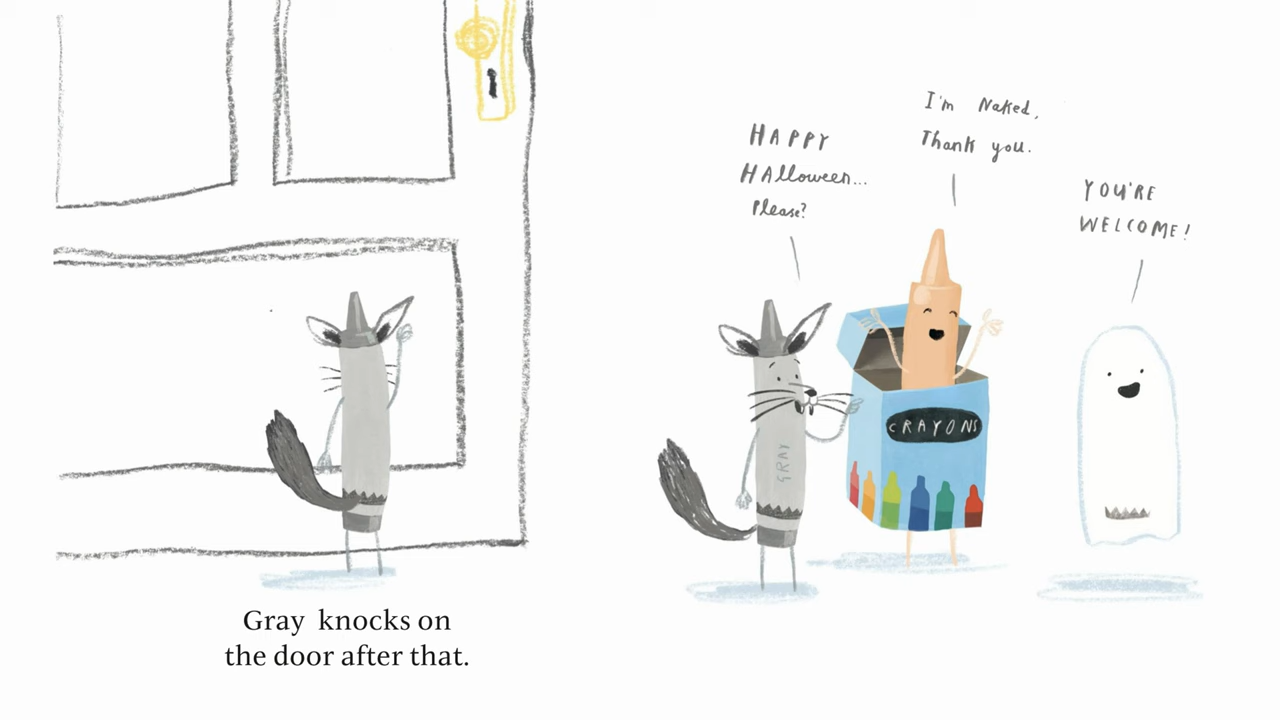 Gray knocks on
the door after that.
HAPPY
HAlloween...
Please?
I'm Naked,
Thank you.
YOU'RE
WELCOME!
GRAY
CRAYONS